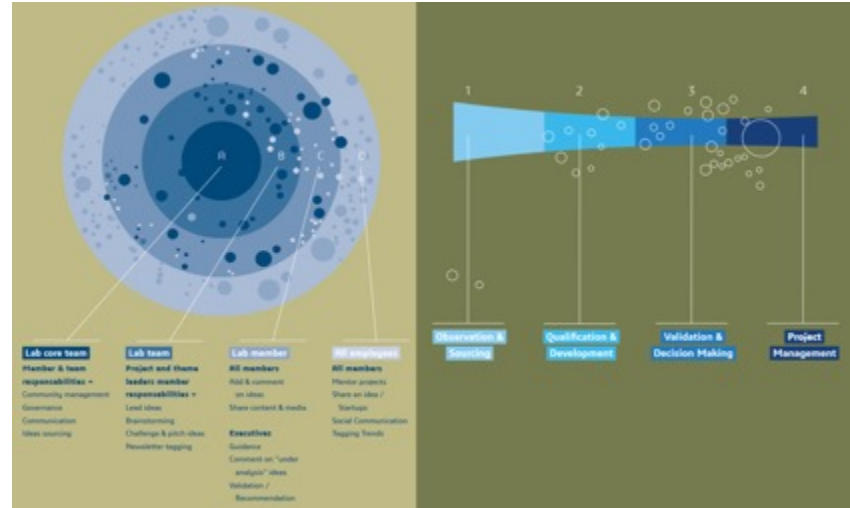 A
B
C
D
Lab core team
Member & team
responsibilities +
Community management
Governance
Communication
Ideas sourcing
Lab team
Project and theme
leaders member
responsibilities +
Lead ideas
Brainstorming
Challenge & pitch ideas
Newsletter tagging
Lab member
All members
Add & comment
on ideas
Share content & media
Executives
Guidance
Comment on "under
analysis" ideas
Validation /
Recommendation
All employees
All members
Mentor projects
Share an idea /
Startups
Social Communication
Tagging Trends
1
2
3
4
Observation &
Sourcing
Qualification &
Development
Validation &
Decision Making
Project
Management